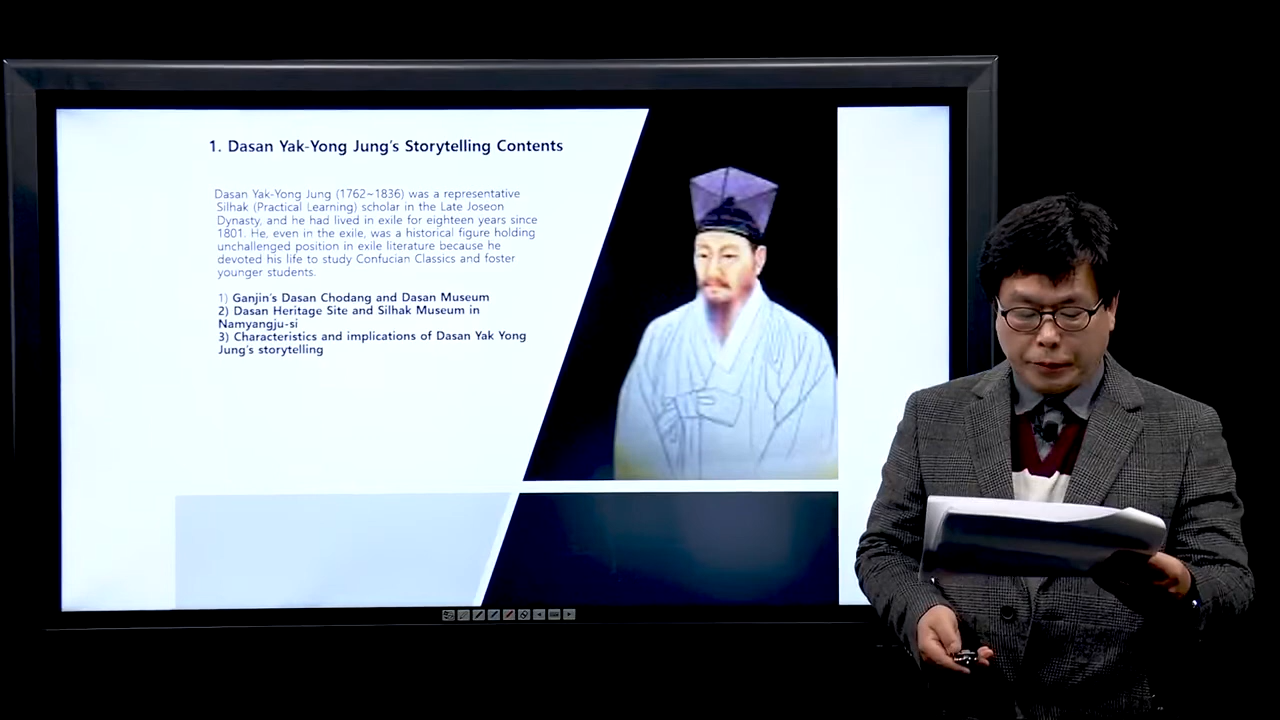 1. Dasan Yak-Yong Jung's Storytelling Contents
Dasan Yak-Yong Jung (1762~1836) was a representative
Silhak (Practical Learning) scholar in the Late Joseon
Dynasty, and he had lived in exile for eighteen years since
1801. He, even in the exile, was a historical figure holding
unchallenged position in exile literature because he
devoted his life to study Confucian Classics and foster
younger students.
1) Ganjin's Dasan Chodang and Dasan Museum
2) Dasan Heritage Site and Silhak Museum in
Namyangju-si
3) Characteristics and implications of Dasan Yak Yong
Jung's storytelling